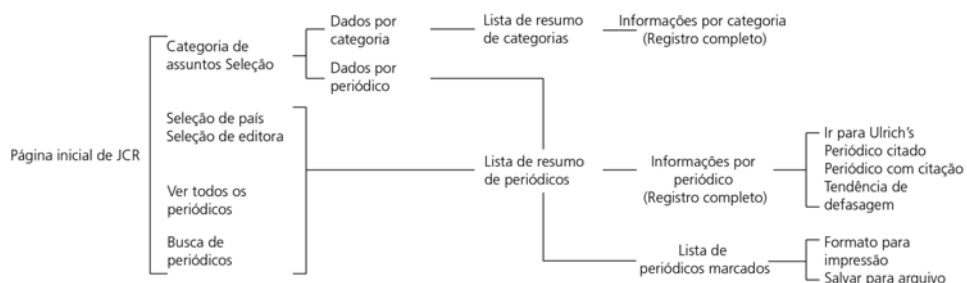 Página inicial de JCR
Categoria de
assuntos Seleção
Seleção de país
Seleção de editora
Ver todos os
periódicos
Busca de
periódicos
Dados por
categoria
Dados por
periódico
Lista de resumo
de categorias
Informações por categoria
(Registro completo)
Lista de resumo
de periódicos
Informações por
periódico
(Registro completo)
Ir para Ulrich's
Periódico citado
Periódico com citação
Tendência de
defasagem
Lista de
periódicos marcados
Formato para
impressão
Salvar para arquivo